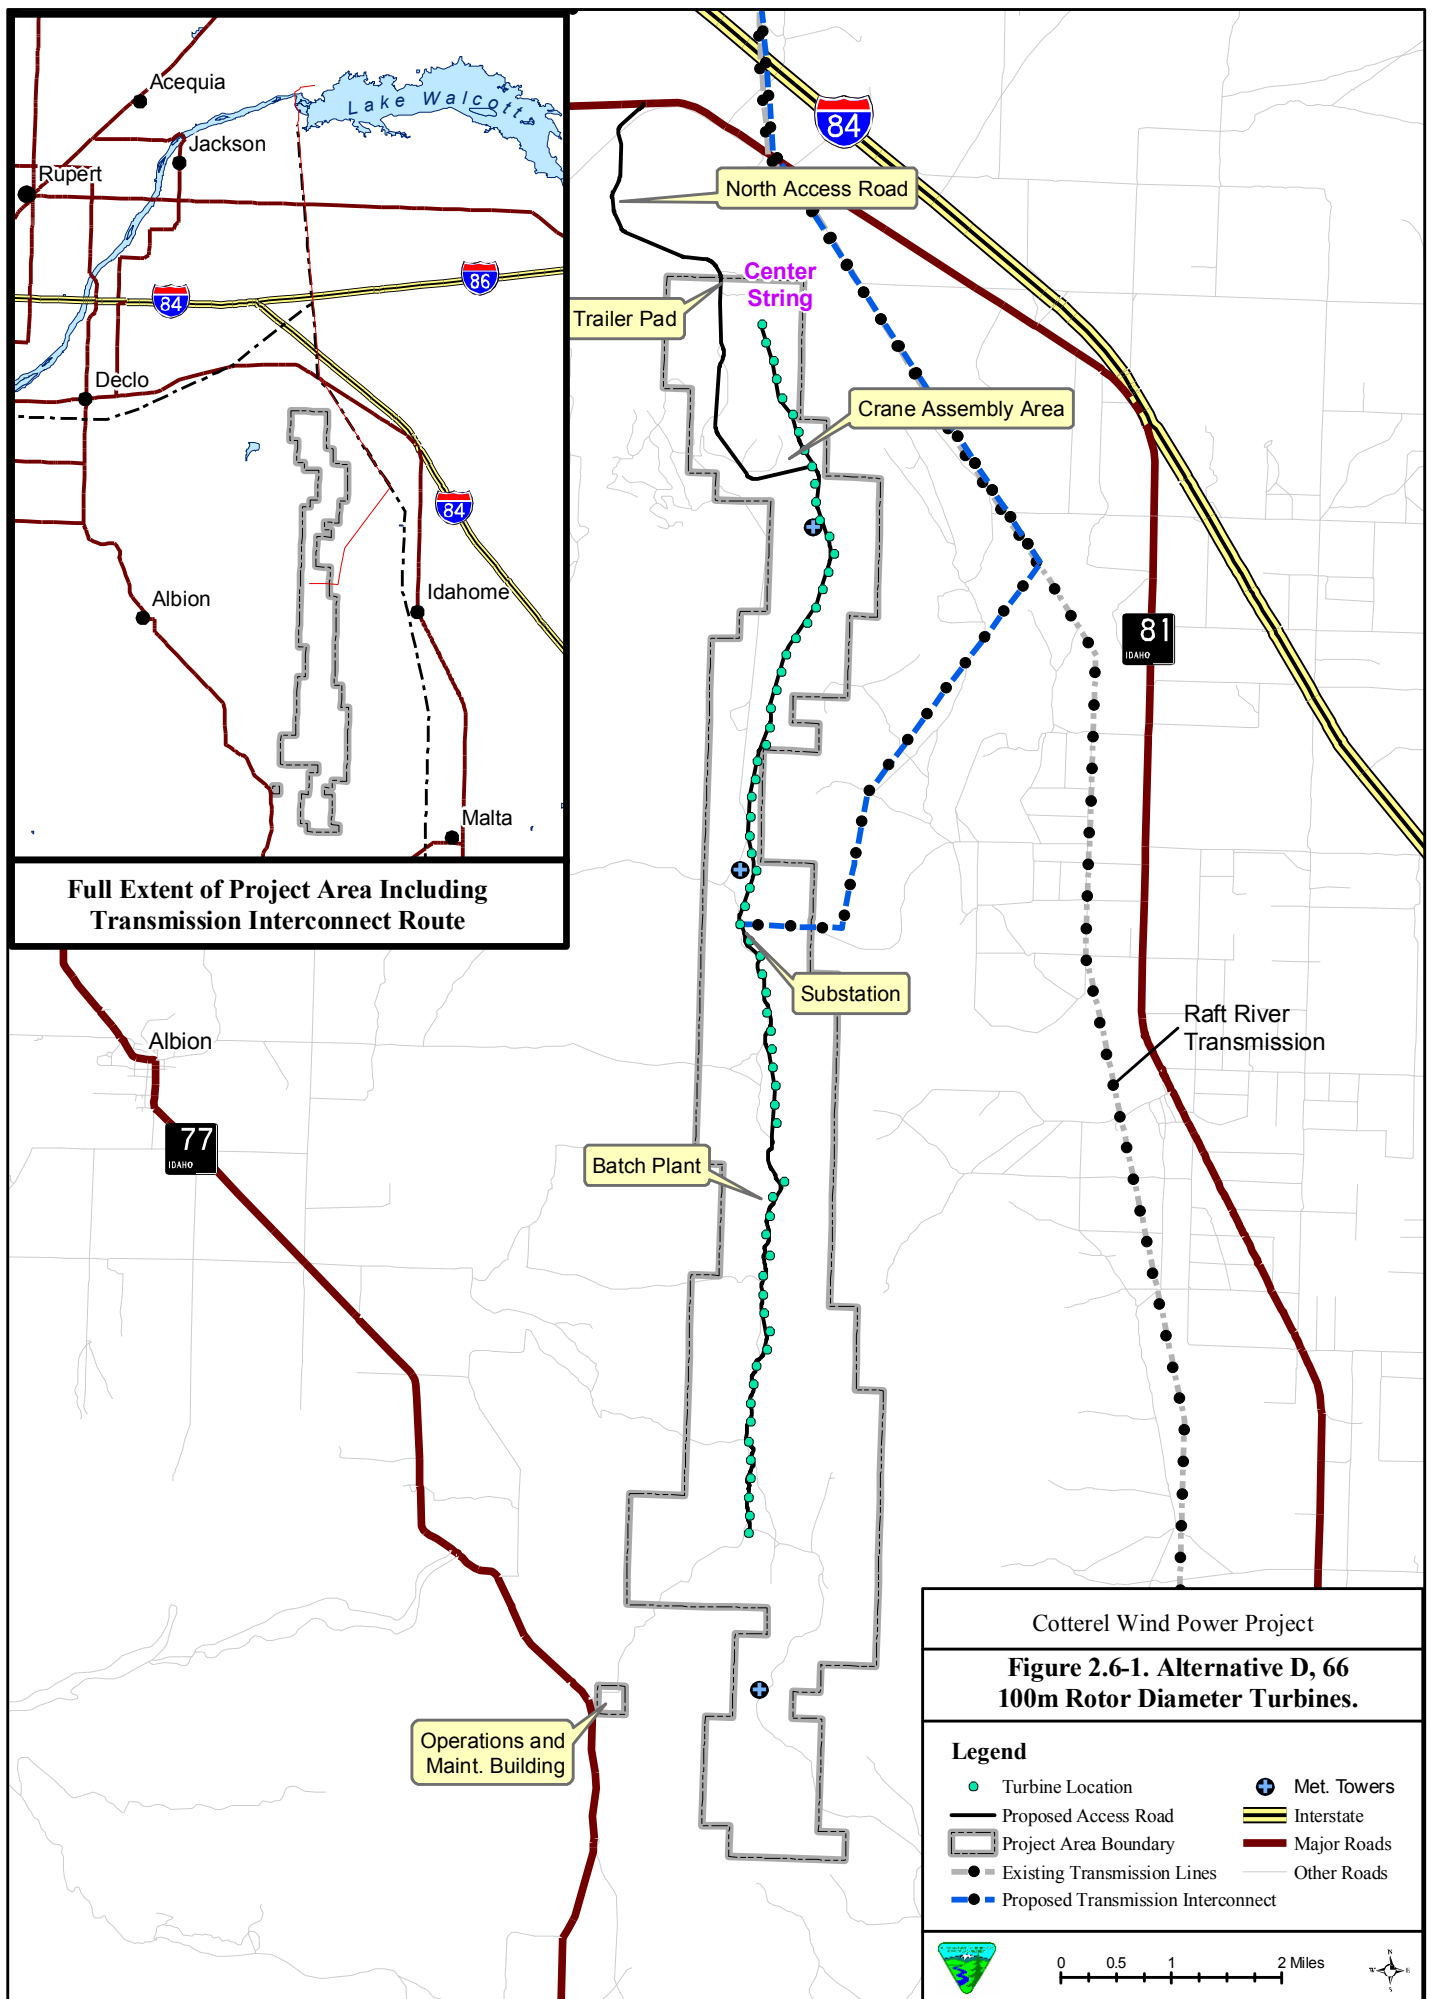 Acequia
Lake Walcott
Jackson
Rupert
86
84
Declo
84
Albion
Idahome
Malta
Full Extent of Project Area Including
Transmission Interconnect Route
84
North Access Road
Center
String
Trailer Pad
Crane Assembly Area
81
IDAHO
Substation
Raft River
Transmission
Albion
77
IDAHO
Batch Plant
Operations and
Maint. Building
Cotterel Wind Power Project
Figure 2.6-1. Alternative D, 66
100m Rotor Diameter Turbines.
Legend
Turbine Location
Met. Towers
Proposed Access Road
Interstate
Project Area Boundary
Major Roads
Existing Transmission Lines
Other Roads
Proposed Transmission Interconnect
0 0.5 1 2 Miles
N
W E
S